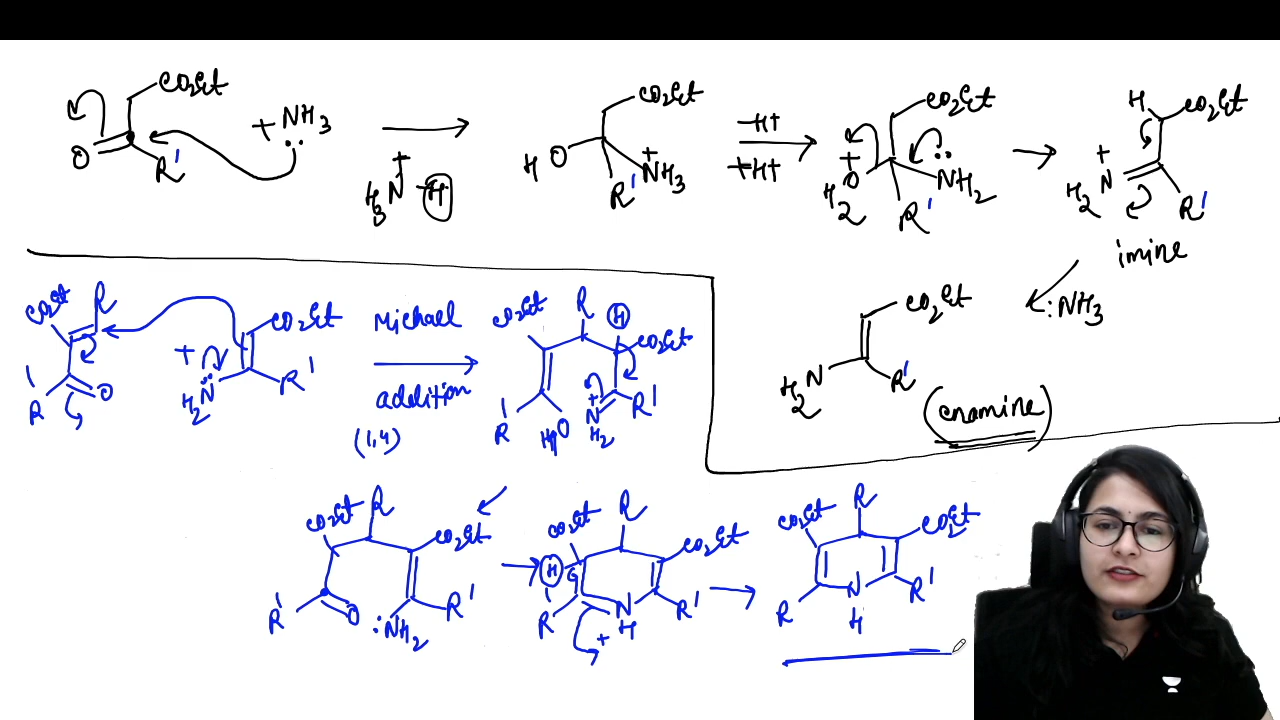 CO2Et
O
R'
+ NH3
H3N+-H
CO2Et
HO
R'
+NH3
-H+
+H+
CO2Et
+
H2O
NH2
R'
H
CO2Et
+
H2N
R'
imine
:NH3
CO2Et
H2N
R'
(enamine)
CO2Et
R
R'
O
+
CO2Et
H2N
R'
Michael
addition
(1,4)
CO2Et
R
H
CO2Et
R'
HO
+
NH2
R'
CO2Et
R
CO2Et
R'
O
:NH2
R'
CO2Et
R
CO2Et
H
R'
N
H
+
R'
CO2Et
R
CO2Et
R
N
H
R'